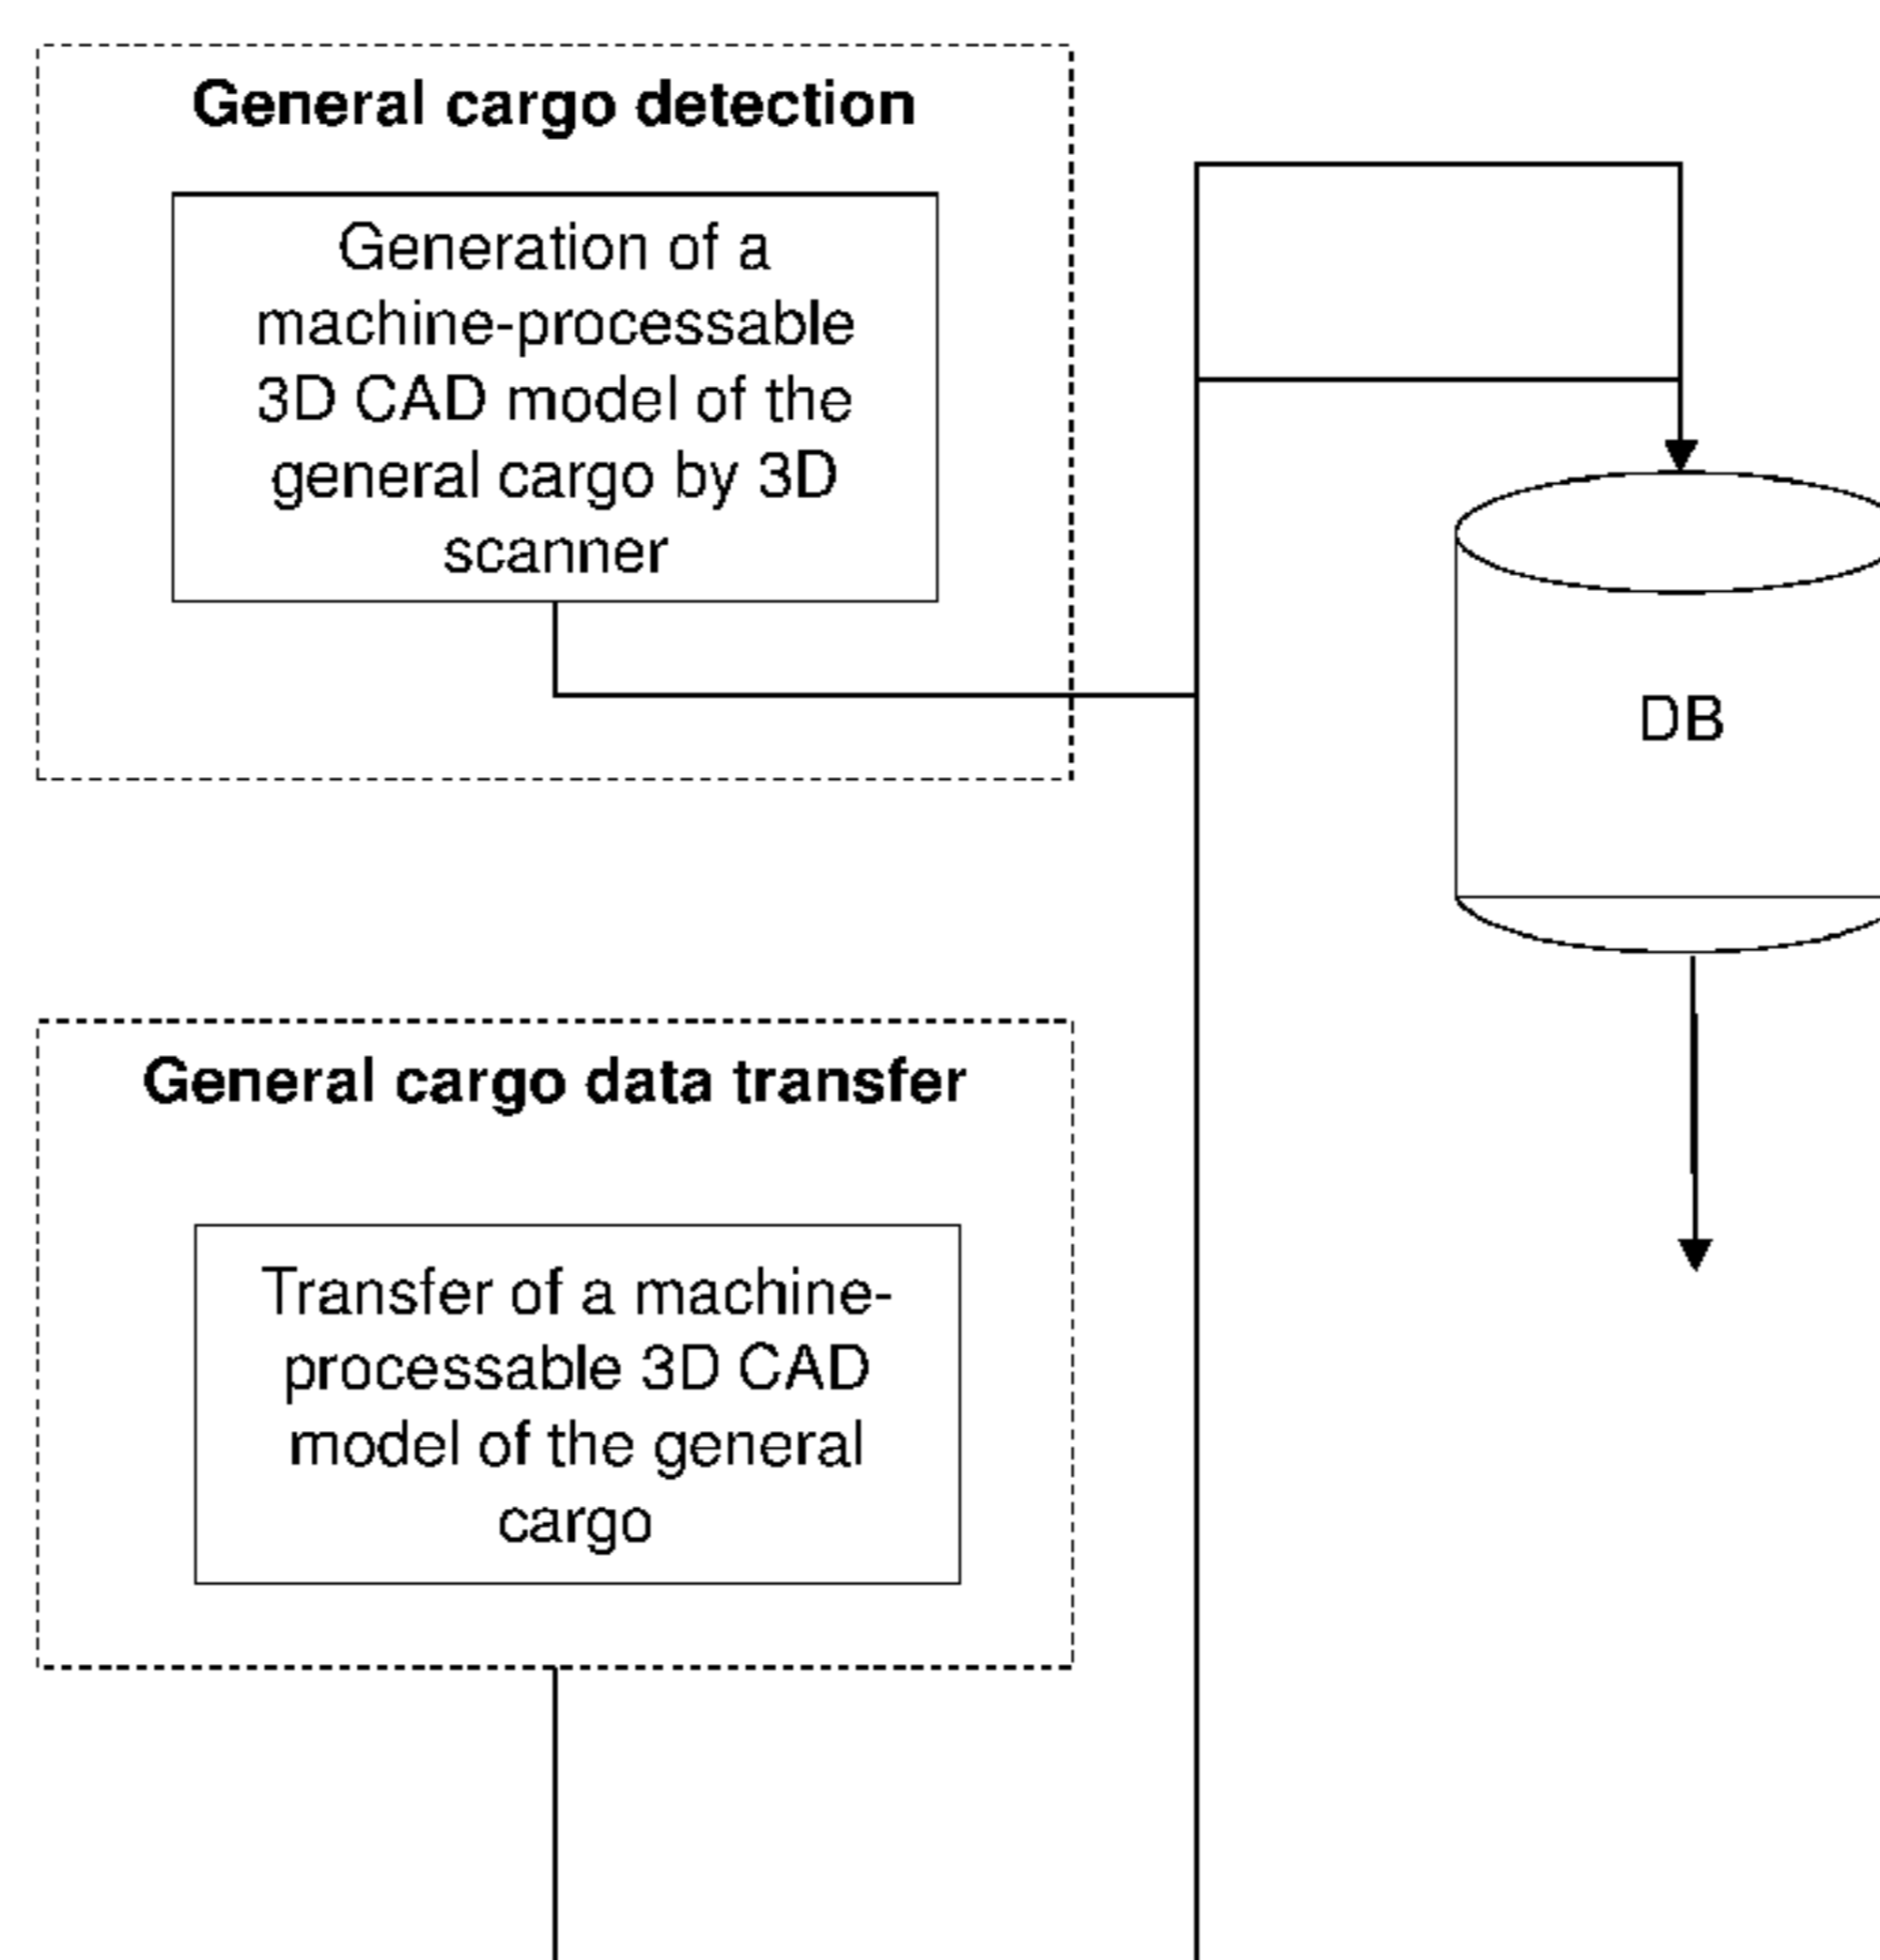 General cargo detection
Generation of a
machine-processable
3D CAD model of the
general cargo by 3D
scanner
DB
General cargo data transfer
Transfer of a machine-
processable 3D CAD
model of the general
cargo